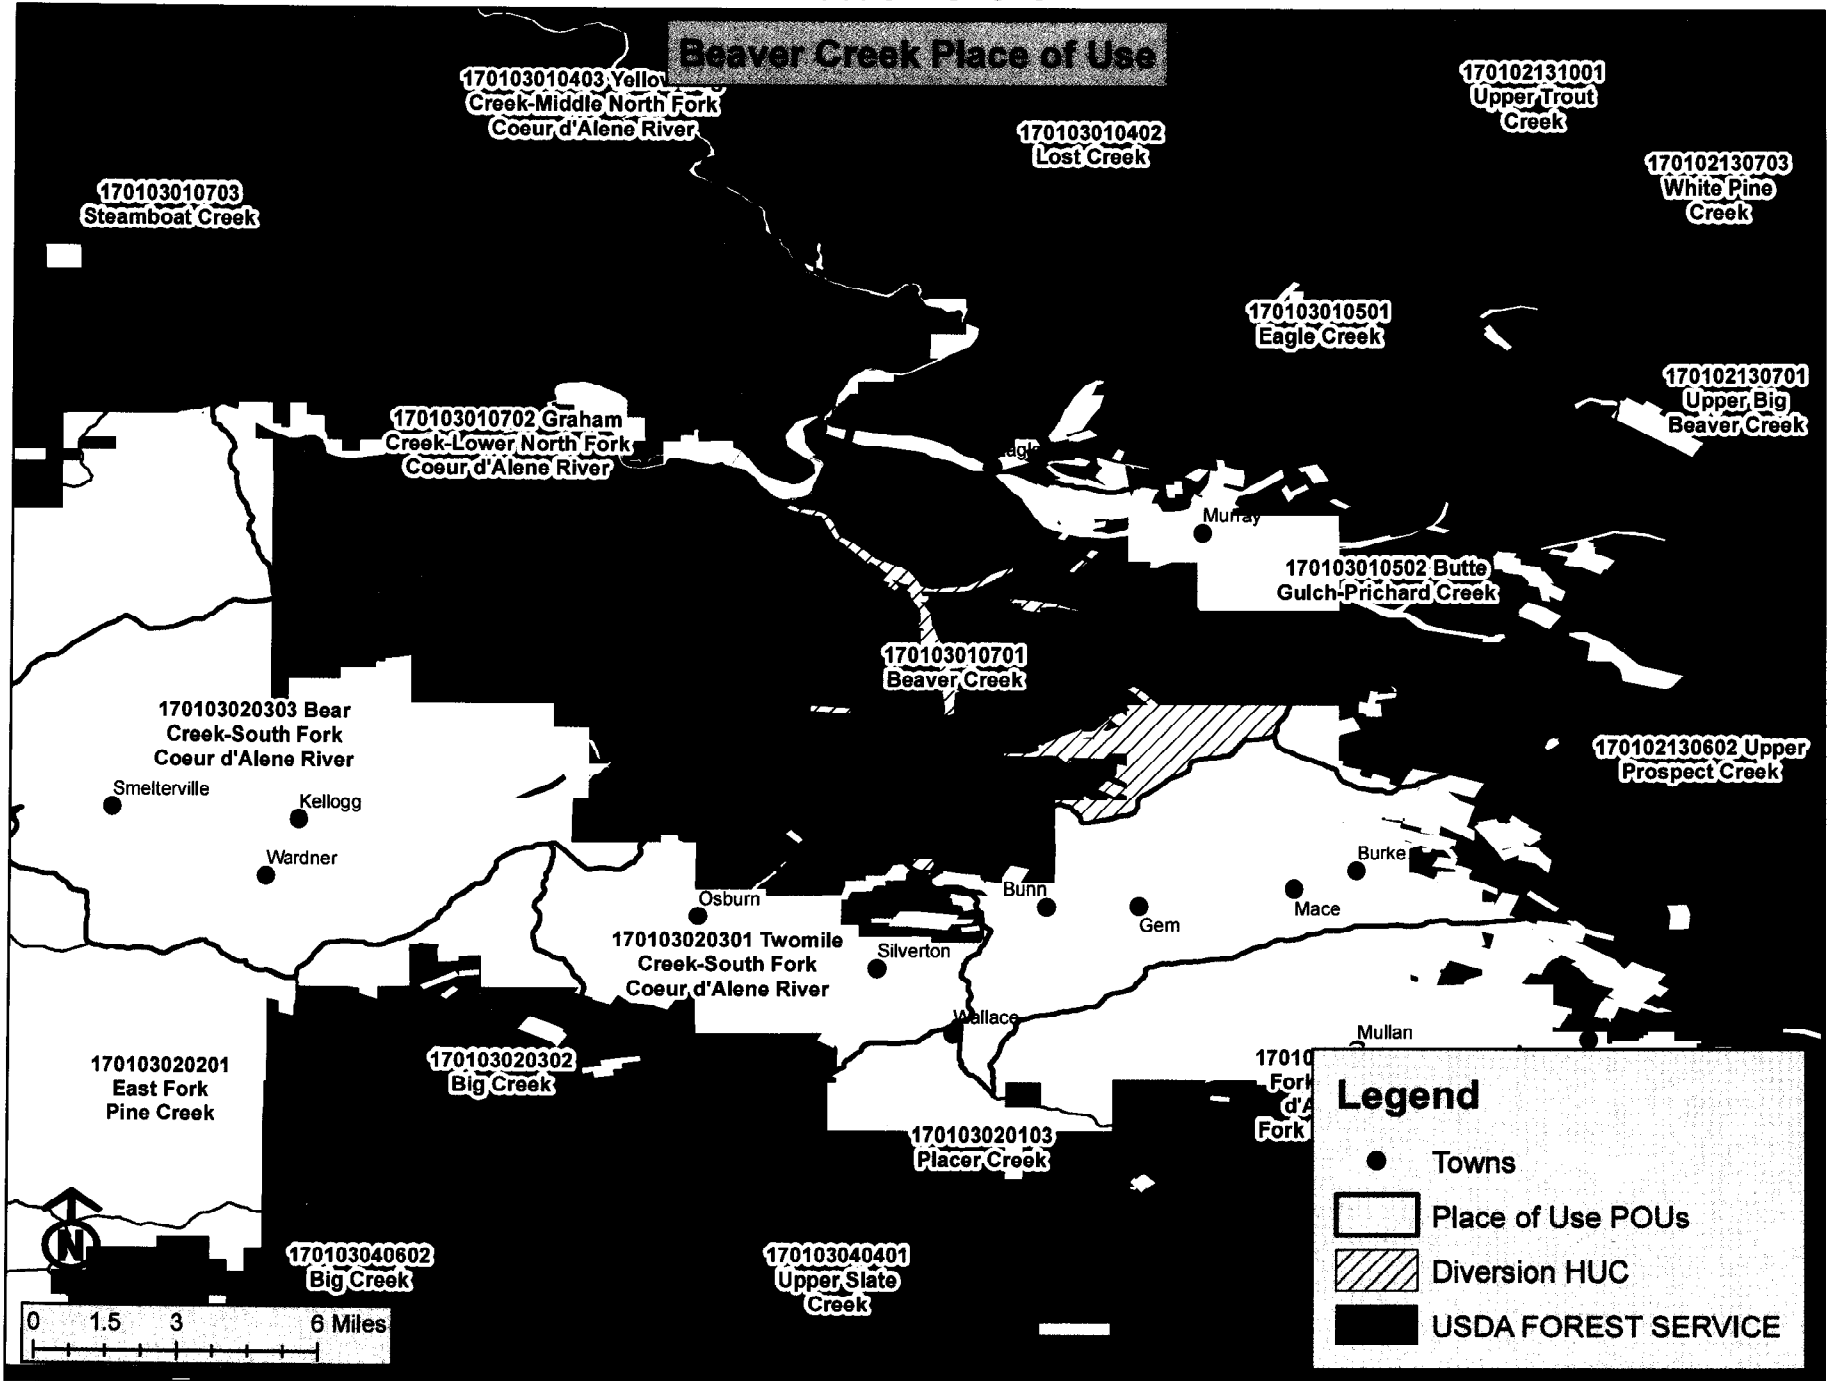 Beaver Creek Place of Use
170103010403
Creek-Middle North Fork
Coeur d'Alene River
170102131001
Upper Trout
Creek
170103010402
Lost Creek
170102130703
White Pine
Creek
170103010703
Steamboat Creek
170103010501
Eagle Creek
170102130701
Upper Big
Beaver Creek
170103010702 Graham
Creek-Lower North Fork
Coeur d'Alene River
Murray
170103010502 Butte
Gulch-Prichard Creek
170103010701
Beaver Creek
170103020303 Bear
Creek-South Fork
Coeur d'Alene River
170102130602 Upper
Prospect Creek
Smelterville
Kellogg
Wardner
Burke
Bunn
Osburn
Gem
Mace
170103020301 Twomile
Creek-South Fork
Coeur d'Alene River
Silverton
Wallace
Mullan
170103020201
East Fork
Pine Creek
170103020302
Big Creek
1701030
Fork
d'A
Fork
170103020103
Placer Creek
170103040602
Big Creek
170103040401
Upper Slate
Creek
N
0 1.5 3 6 Miles
Legend
Towns
Place of Use POUs
Diversion HUC
USDA FOREST SERVICE